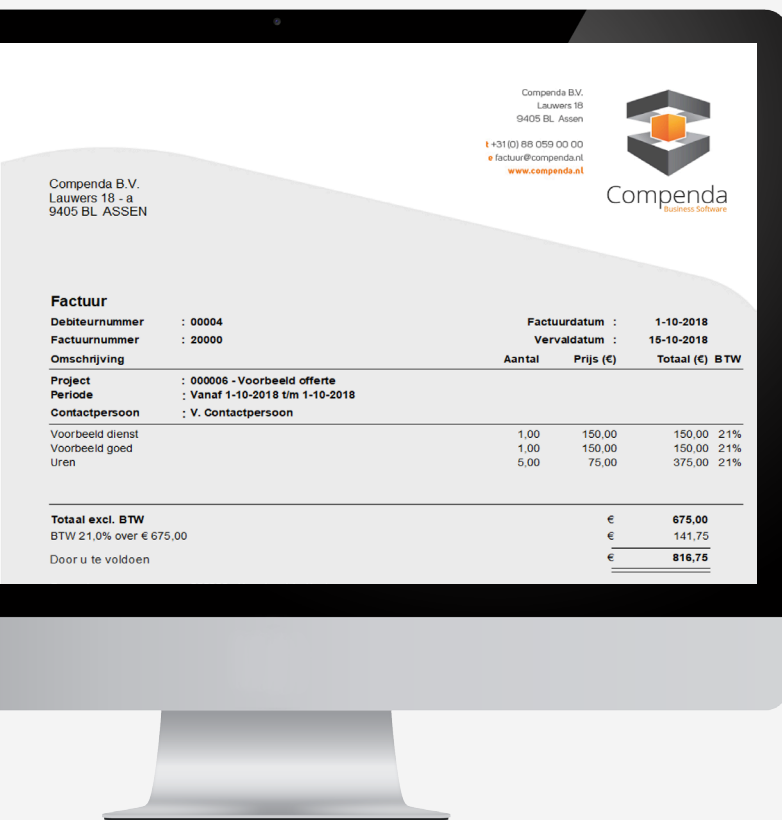 Compenda B.V.
Lauwers 18
9405 BL Assen
t +31 (0) 88 059 00 00
e factuur@compenda.nl
www.compenda.nl
Compenda
Business Software
Compenda B.V.
Lauwers 18 - a
9405 BL ASSEN
Factuur
Debiteurnummer : 00004 Factuurdatum : 1-10-2018
Factuurnummer : 20000 Vervaldatum : 15-10-2018
Omschrijving Aantal Prijs (€) Totaal (€) BTW
Project : 000006 - Voorbeeld offerte
Periode : Vanaf 1-10-2018 t/m 1-10-2018
Contactpersoon : V. Contactpersoon
Voorbeeld dienst 1,00 150,00 150,00 21%
Voorbeeld goed 1,00 150,00 150,00 21%
Uren 5,00 75,00 375,00 21%
Totaal excl. BTW € 675,00
BTW 21,0% over € 675,00 € 141,75
Door u te voldoen € 816,75